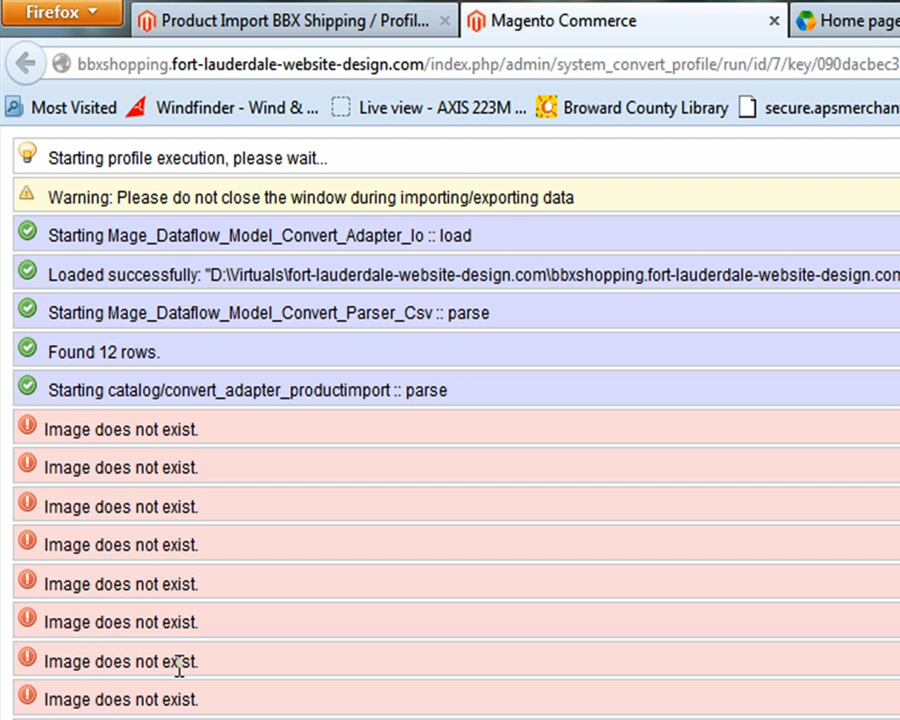 Firefox
Product Import BBX Shipping / Profil...
Magento Commerce
Home page
bbxshopping.fort-lauderdale-website-design.com/index.php/admin/system_convert_profile/run/id/7/key/090dacbec3
Most Visited
Windfinder - Wind & ...
Live view - AXIS 223M ...
Broward County Library
secure.apsmerchan
Starting profile execution, please wait...
Warning: Please do not close the window during importing/exporting data
Starting Mage_Dataflow_Model_Convert_Adapter_Io :: load
Loaded successfully: "D:\Virtuals\fort-lauderdale-website-design.com\bbxshopping.fort-lauderdale-website-design.com
Starting Mage_Dataflow_Model_Convert_Parser_Csv :: parse
Found 12 rows.
Starting catalog/convert_adapter_productimport :: parse
Image does not exist.
Image does not exist.
Image does not exist.
Image does not exist.
Image does not exist.
Image does not exist.
Image does not exist.
Image does not exist.